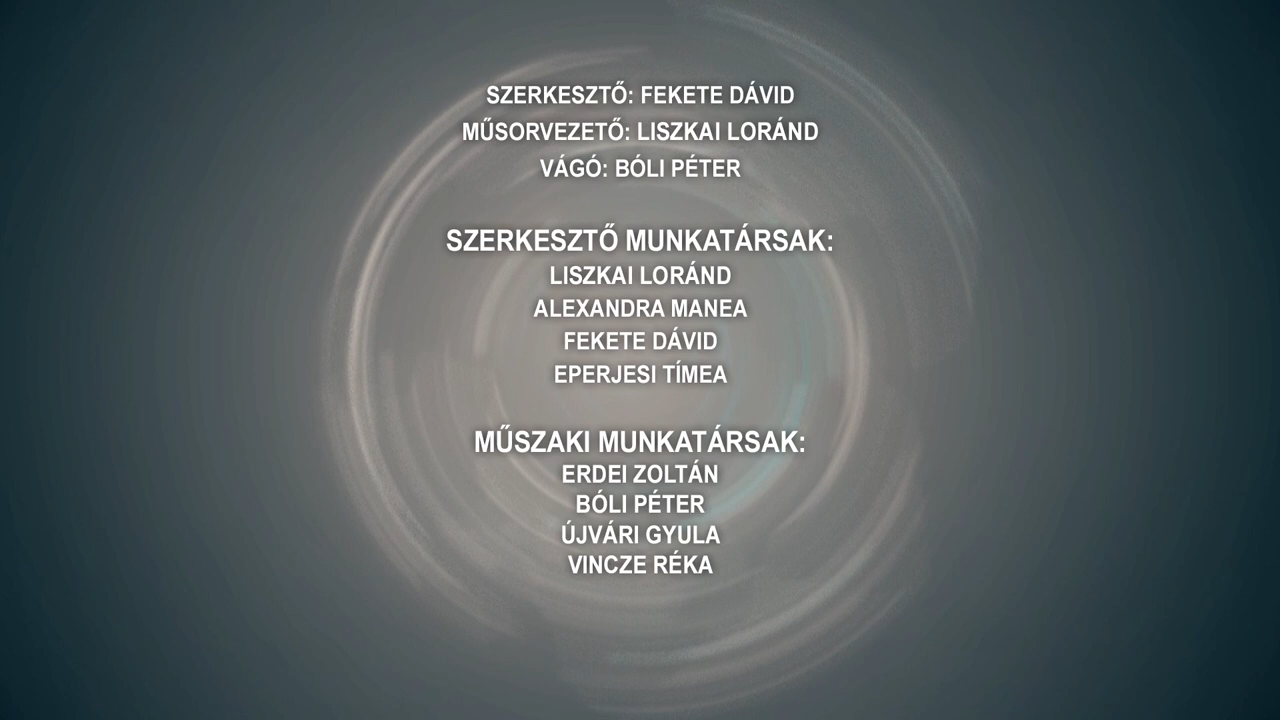 SZERKESZTŐ: FEKETE DÁVID
MŰSORVEZETŐ: LISZKAI LORÁND
VÁGÓ: BÓLI PÉTER
SZERKESZTŐ MUNKATÁRSAK:
LISZKAI LORÁND
ALEXANDRA MANEA
FEKETE DÁVID
EPERJESI TÍMEA
MŰSZAKI MUNKATÁRSAK:
ERDEI ZOLTÁN
BÓLI PÉTER
ÚJVÁRI GYULA
VINCZE RÉKA